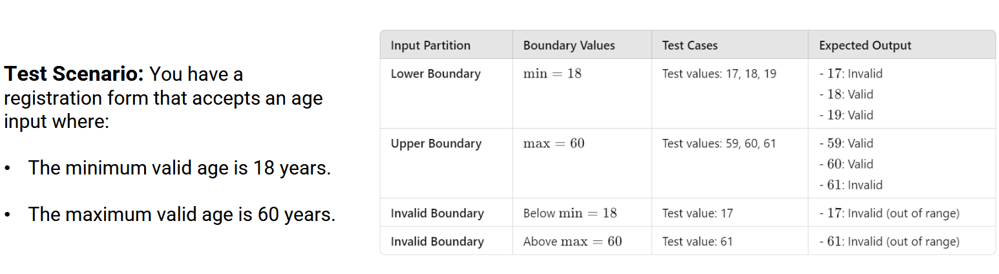 Test Scenario: You have a
registration form that accepts an age
input where:
• The minimum valid age is 18 years.
• The maximum valid age is 60 years.
Input Partition Boundary Values Test Cases Expected Output
Lower Boundary min = 18 Test values: 17, 18, 19 - 17: Invalid
- 18: Valid
- 19: Valid
Upper Boundary max = 60 Test values: 59, 60, 61 - 59: Valid
- 60: Valid
- 61: Invalid
Invalid Boundary Below min = 18 Test value: 17 - 17: Invalid (out of range)
Invalid Boundary Above max = 60 Test value: 61 - 61: Invalid (out of range)